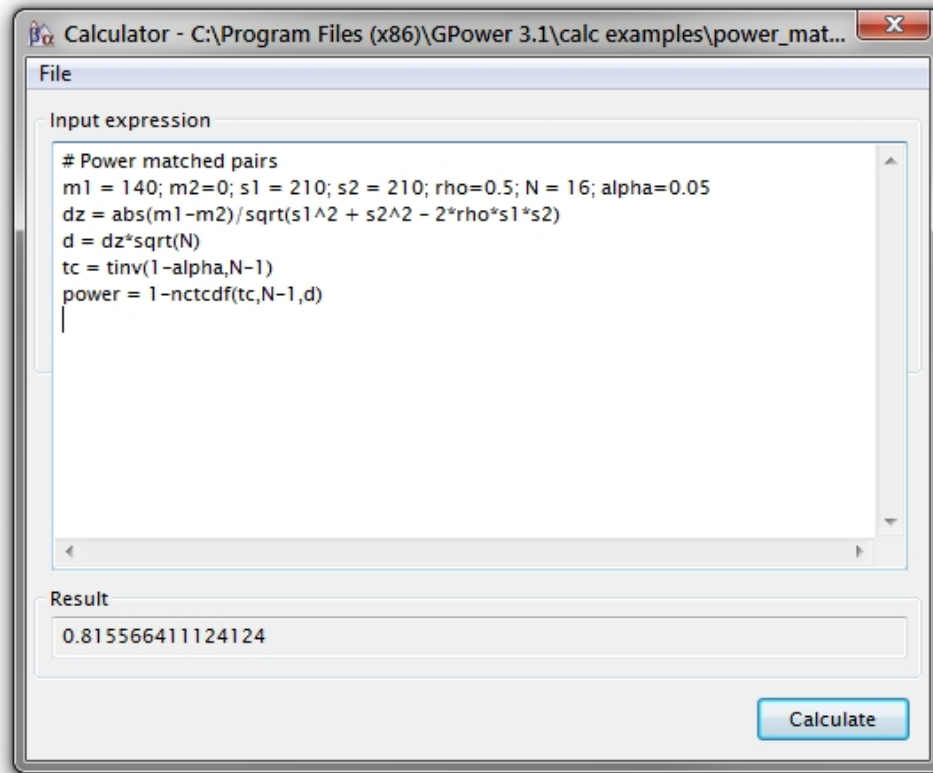 Calculator - C:\Program Files (x86)\GPower 3.1\calc examples\power_mat...
File
Input expression
# Power matched pairs
m1 = 140; m2=0; s1 = 210; s2 = 210; rho=0.5; N = 16; alpha=0.05
dz = abs(m1-m2)/sqrt(s1^2 + s2^2 - 2*rho*s1*s2)
d = dz*sqrt(N)
tc = tinv(1-alpha,N-1)
power = 1-nctcdf(tc,N-1,d)
Result
0.815566411124124
Calculate